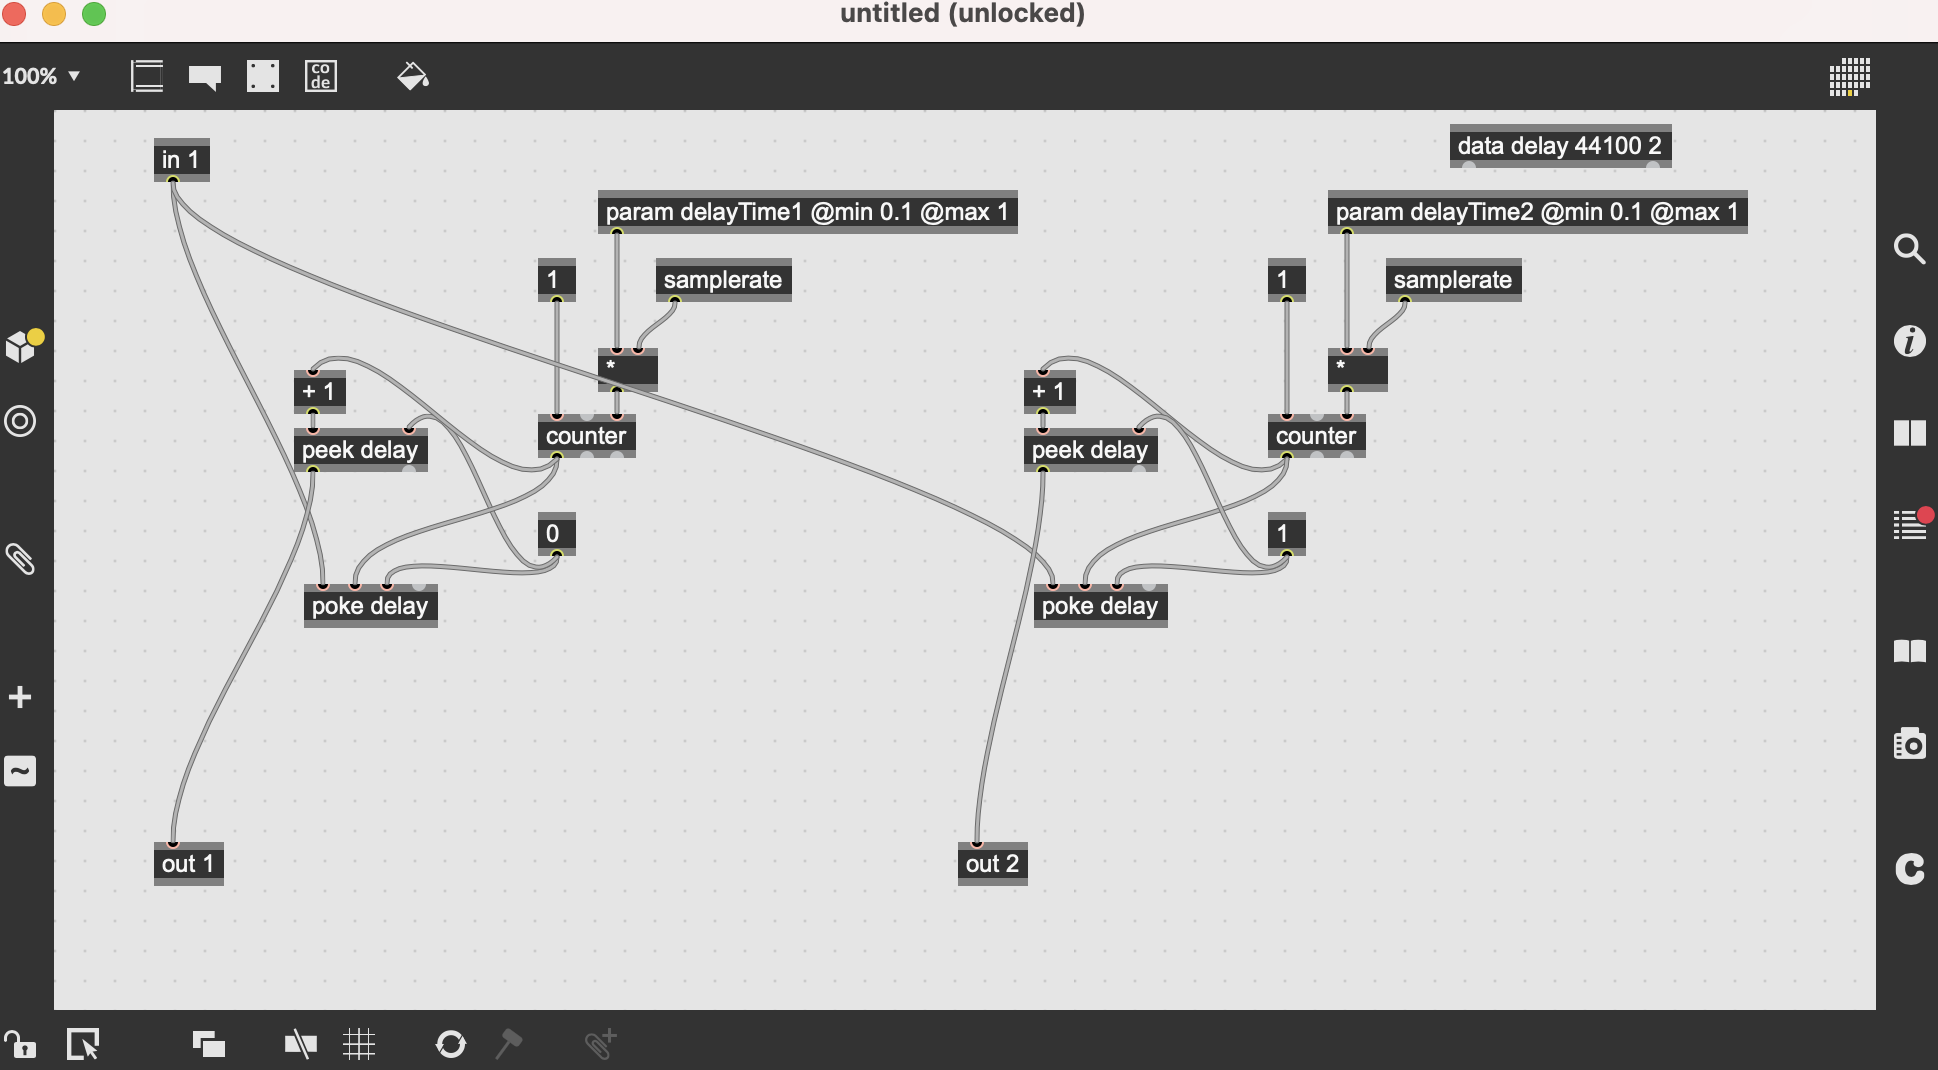 untitled (unlocked)
100%
co
de
in 1
data delay 44100 2
param delayTime1 @min 0.1 @max 1
param delayTime2 @min 0.1 @max 1
1
samplerate
1
samplerate
*
*
+ 1
+ 1
counter
counter
peek delay
peek delay
0
1
poke delay
poke delay
out 1
out 2